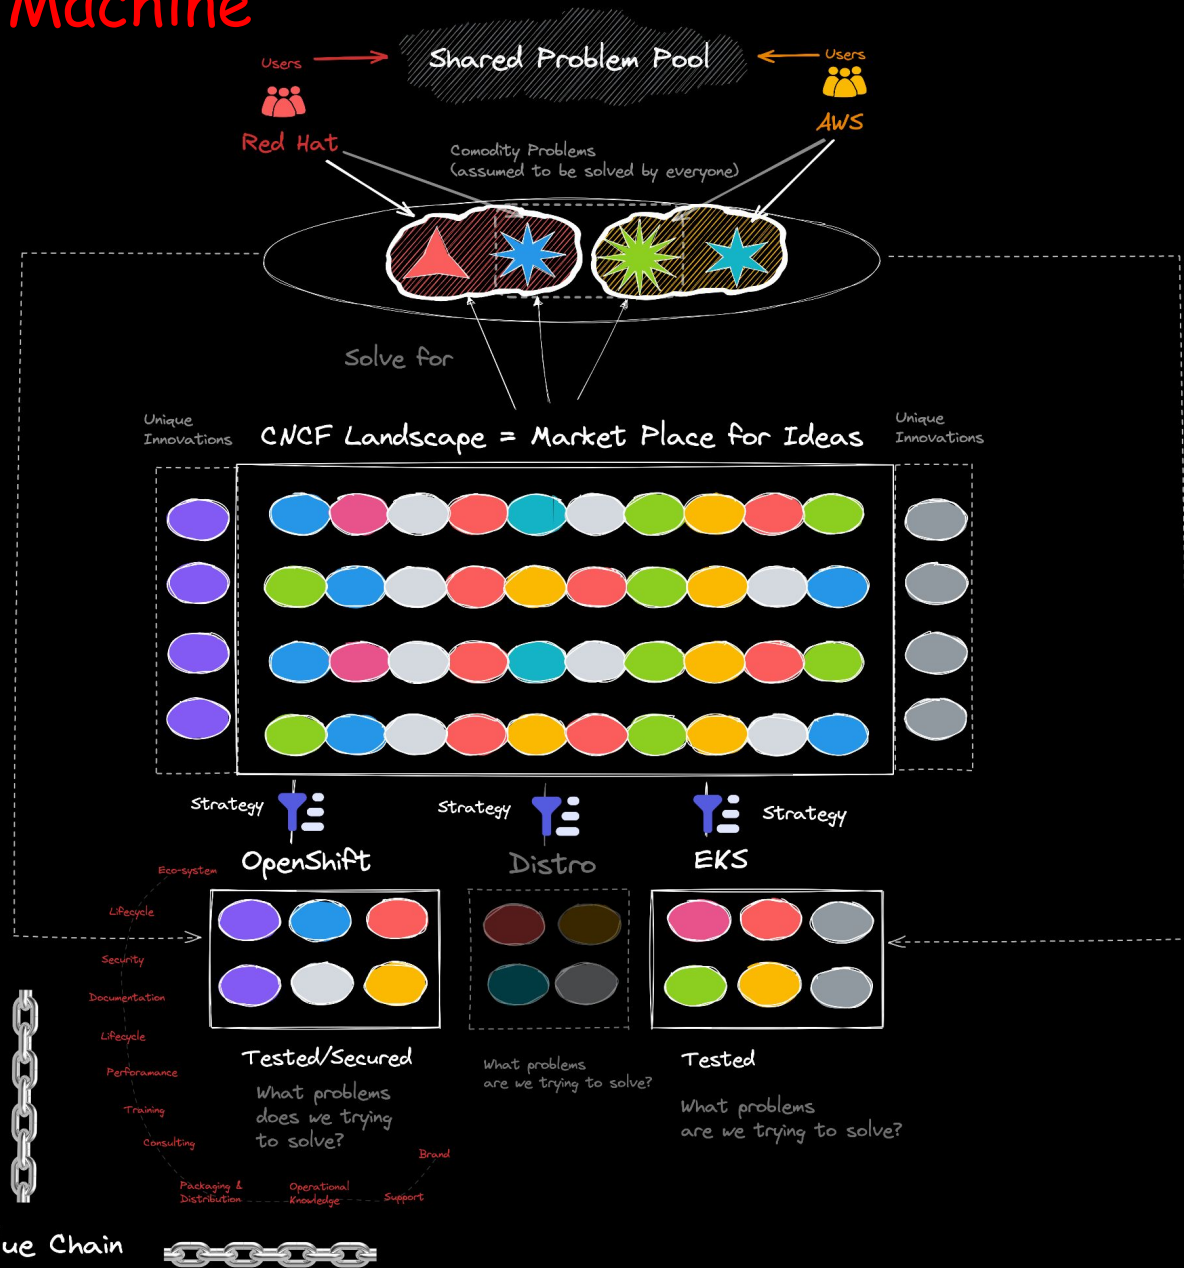 Machine
Shared Problem Pool
Users
Users
Red Hat
AWS
Comodity Problems
(assumed to be solved by everyone)
Solve for
Unique
Innovations
CNCF Landscape = Market Place for Ideas
Unique
Innovations
Strategy
Strategy
Strategy
OpenShift
Distro
EKS
Eco-system
Lifecycle
Security
Documentation
Lifecycle
Perforamance
Training
Consulting
Packaging &
Distribution
Operational
Knowledge
Support
Brand
Tested/Secured
What problems
does we trying
to solve?
What problems
are we trying to solve?
Tested
What problems
are we trying to solve?
ue Chain